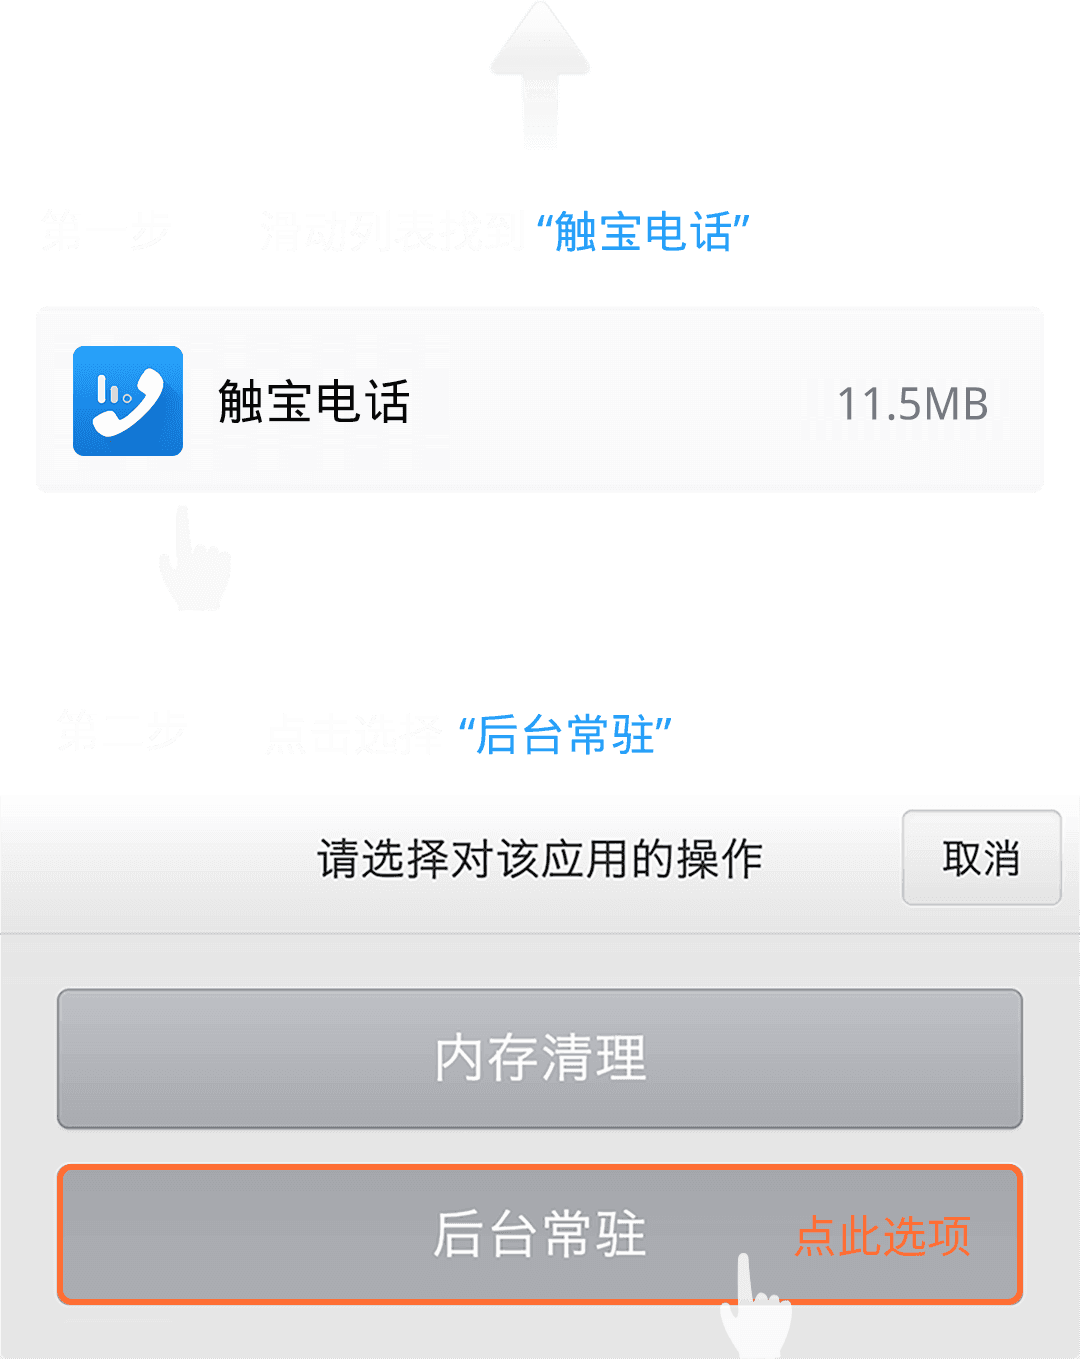 第一步 滑动列表找到“触宝电话”
触宝电话 11.5MB
第二步 点击选择“后台常驻”
请选择对该应用的操作 取消
内存清理
后台常驻 点此选项